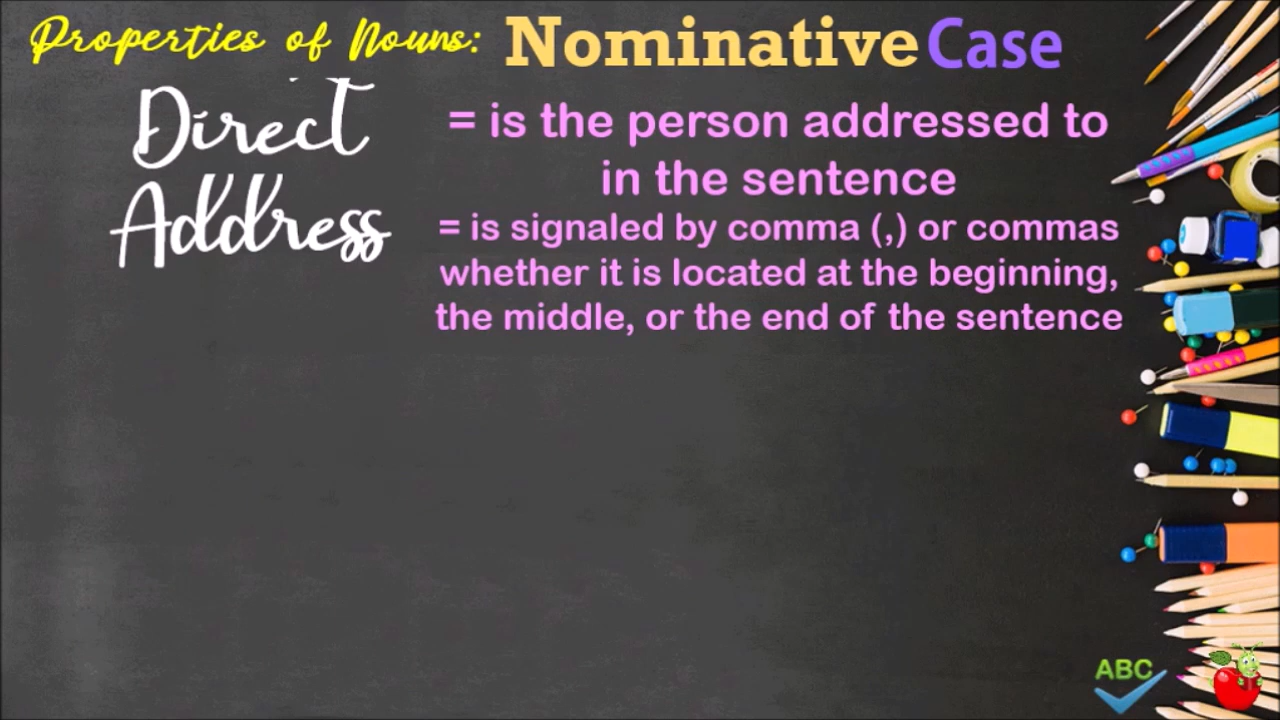 Properties of Nouns: Nominative Case
Direct
Address
= is the person addressed to
in the sentence
= is signaled by comma (,) or commas
whether it is located at the beginning,
the middle, or the end of the sentence
ABC